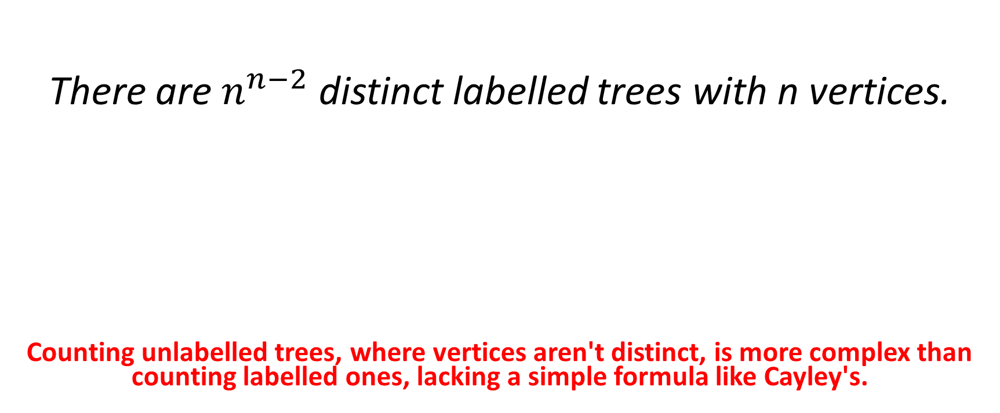 There are n^{n−2} distinct labelled trees with n vertices.
Counting unlabelled trees, where vertices aren't distinct, is more complex than
counting labelled ones, lacking a simple formula like Cayley's.